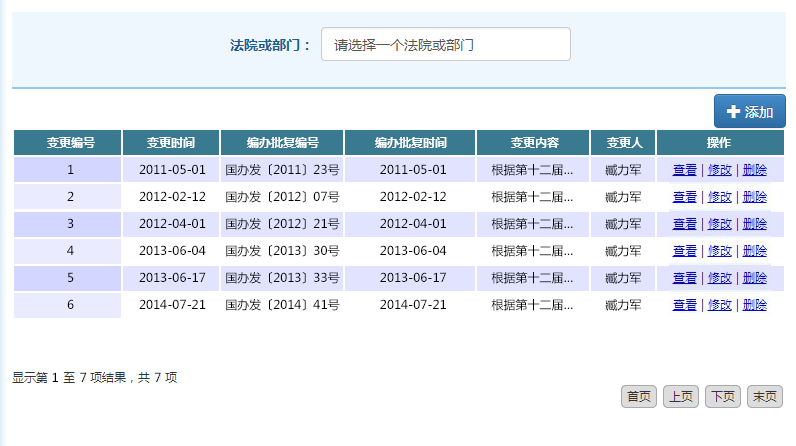 法院或部门： 请选择一个法院或部门
添加
变更编号 变更时间 编办批复编号 编办批复时间 变更内容 变更人 操作
1 2011-05-01 国办发〔2011〕23号 2011-05-01 根据第十二届... 臧力军 查看 | 修改 | 删除
2 2012-02-12 国办发〔2012〕07号 2012-02-12 根据第十二届... 臧力军 查看 | 修改 | 删除
3 2012-04-01 国办发〔2012〕21号 2012-04-01 根据第十二届... 臧力军 查看 | 修改 | 删除
4 2013-06-04 国办发〔2013〕30号 2013-06-04 根据第十二届... 臧力军 查看 | 修改 | 删除
5 2013-06-17 国办发〔2013〕33号 2013-06-17 根据第十二届... 臧力军 查看 | 修改 | 删除
6 2014-07-21 国办发〔2014〕41号 2014-07-21 根据第十二届... 臧力军 查看 | 修改 | 删除
显示第 1 至 7 项结果，共 7 项
首页 上页 下页 末页